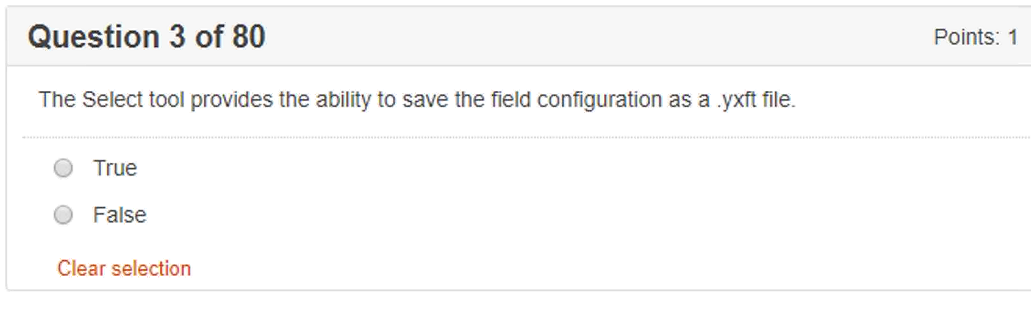 Question 3 of 80
Points: 1
The Select tool provides the ability to save the field configuration as a .yxft file.
True
False
Clear selection